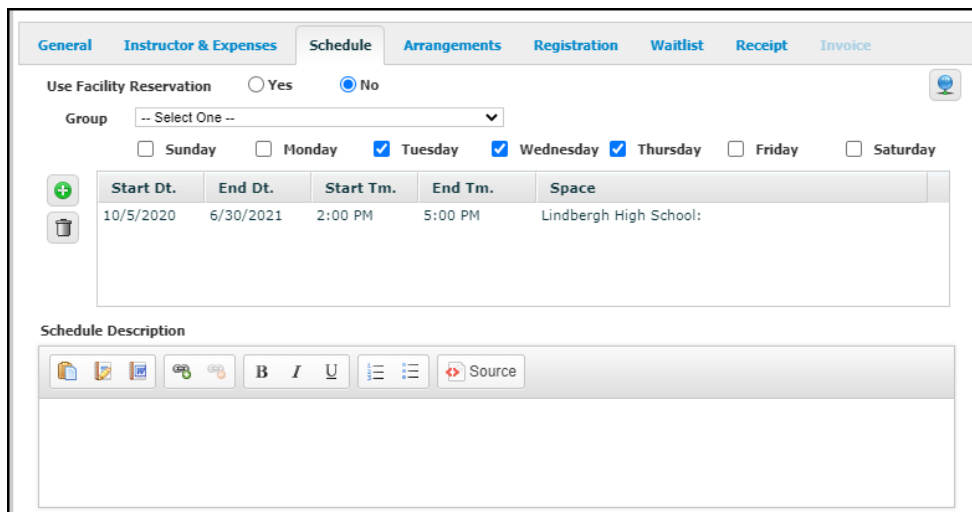 General Instructor & Expenses Schedule Arrangements Registration Waitlist Receipt Invoice
Use Facility Reservation Yes No
Group -- Select One --
Sunday Monday Tuesday Wednesday Thursday Friday Saturday
Start Dt. End Dt. Start Tm. End Tm. Space
10/5/2020 6/30/2021 2:00 PM 5:00 PM Lindbergh High School:
Schedule Description
B I U Source